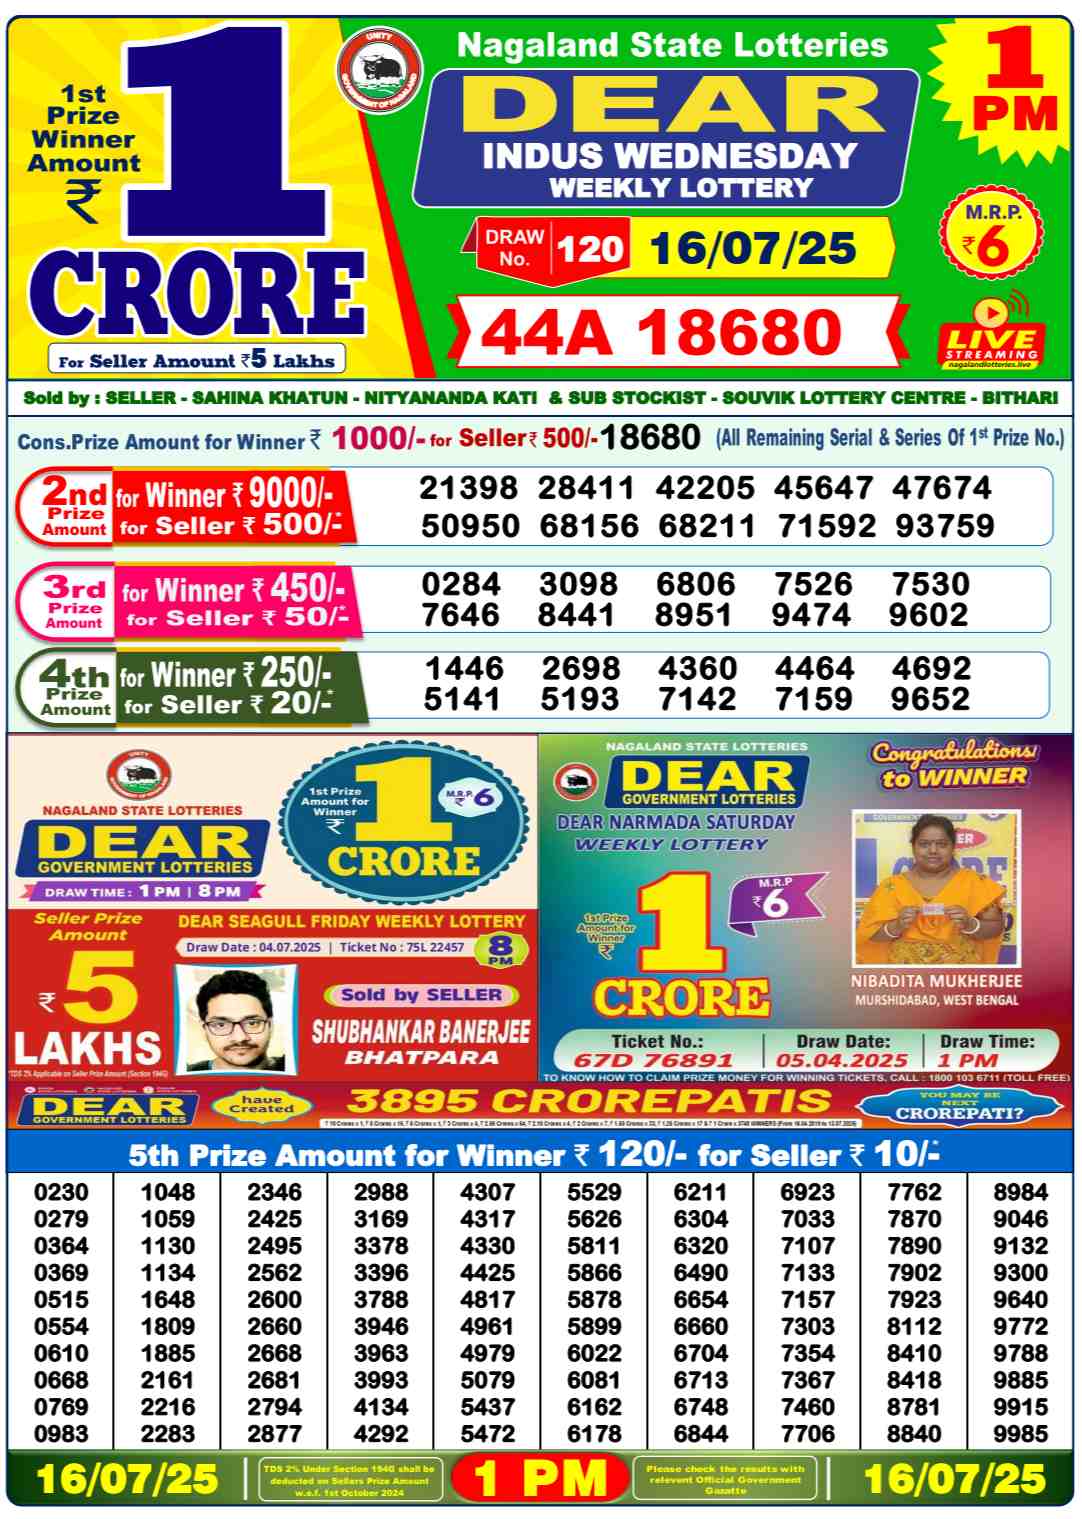 1st
Prize
Winner
Amount
₹
1
CRORE
For Seller Amount ₹5 Lakhs
UNITY
GOVERNMENT OF NAGALAND
Nagaland State Lotteries
DEAR
INDUS WEDNESDAY
WEEKLY LOTTERY
1
PM
M.R.P.
₹6
DRAW No. 120 16/07/25
44A 18680
LIVE
STREAMING
nagalandlotteries.live
Sold by : SELLER - SAHINA KHATUN - NITYANANDA KATI & SUB STOCKIST - SOUVIK LOTTERY CENTRE - BITHARI
Cons.Prize Amount for Winner ₹ 1000/- for Seller ₹ 500/- 18680 (All Remaining Serial & Series Of 1st Prize No.)
2nd Prize Amount for Winner ₹ 9000/-
for Seller ₹ 500/-*
21398 28411 42205 45647 47674
50950 68156 68211 71592 93759
3rd Prize Amount for Winner ₹ 450/-
for Seller ₹ 50/-*
0284 3098 6806 7526 7530
7646 8441 8951 9474 9602
4th Prize Amount for Winner ₹ 250/-
for Seller ₹ 20/-*
1446 2698 4360 4464 4692
5141 5193 7142 7159 9652
UNITY
NAGALAND STATE LOTTERIES
DEAR
GOVERNMENT LOTTERIES
DRAW TIME : 1 PM | 8 PM
1st Prize
Amount for
Winner
₹
1
CRORE
M.R.P.
₹6
Seller Prize
Amount
₹5
LAKHS
*TDS 2% Applicable on Seller Prize Amount (Section 194G)
DEAR SEAGULL FRIDAY WEEKLY LOTTERY
Draw Date : 04.07.2025 | Ticket No : 75L 22457
8
PM
Sold by SELLER
SHUBHANKAR BANERJEE
BHATPARA
NAGALAND STATE LOTTERIES
DEAR
GOVERNMENT LOTTERIES
DEAR NARMADA SATURDAY
WEEKLY LOTTERY
1st Prize
Amount for
Winner
₹
1
CRORE
M.R.P
₹6
Congratulations
to WINNER
NIBADITA MUKHERJEE
MURSHIDABAD, WEST BENGAL
Ticket No.: Draw Date: Draw Time:
67D 76891 05.04.2025 1 PM
TO KNOW HOW TO CLAIM PRIZE MONEY FOR WINNING TICKETS, CALL : 1800 103 6711 (TOLL FREE)
DEAR
GOVERNMENT LOTTERIES
have
Created
3895 CROREPATIS
YOU MAY BE
NEXT
CROREPATI?
5th Prize Amount for Winner ₹ 120/- for Seller ₹ 10/-*
0230 1048 2346 2988 4307 5529 6211 6923 7762 8984
0279 1059 2425 3169 4317 5626 6304 7033 7870 9046
0364 1130 2495 3378 4330 5811 6320 7107 7890 9132
0369 1134 2562 3396 4425 5866 6490 7133 7902 9300
0515 1648 2600 3788 4817 5878 6654 7157 7923 9640
0554 1809 2660 3946 4961 5899 6660 7303 8112 9772
0610 1885 2668 3963 4979 6022 6704 7354 8410 9788
0668 2161 2681 3993 5079 6081 6713 7367 8418 9885
0769 2216 2794 4134 5437 6162 6748 7460 8781 9915
0983 2283 2877 4292 5472 6178 6844 7706 8840 9985
16/07/25
TDS 2% Under Section 194G shall be
deducted on Sellers Prize Amount
w.e.f. 1st October 2024
1 PM
Please check the results with
relevent Official Government
Gazatte
16/07/25